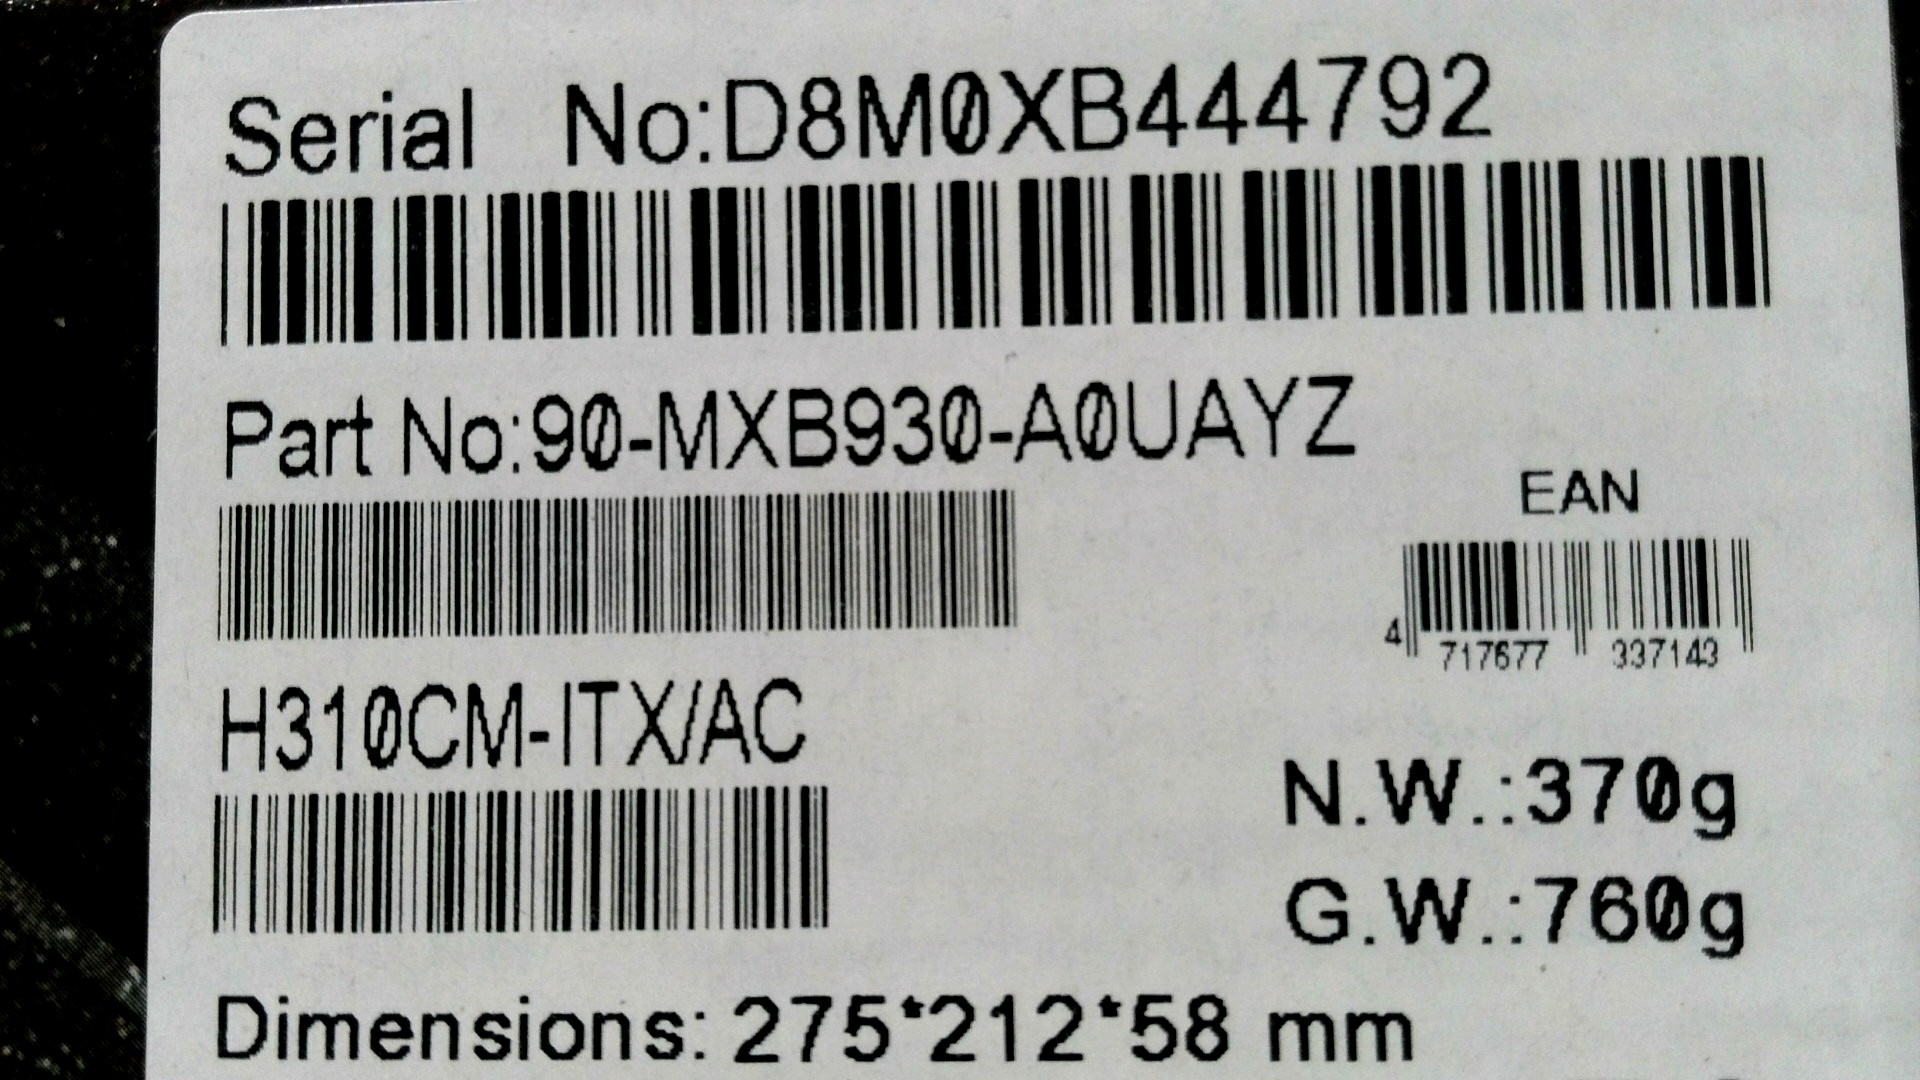 Serial No:D8M0XB444792
Part No:90-MXB930-A0UAYZ
EAN
4 717677 337143
H310CM-ITX/AC
N.W.:370g
G.W.:760g
Dimensions: 275*212*58 mm